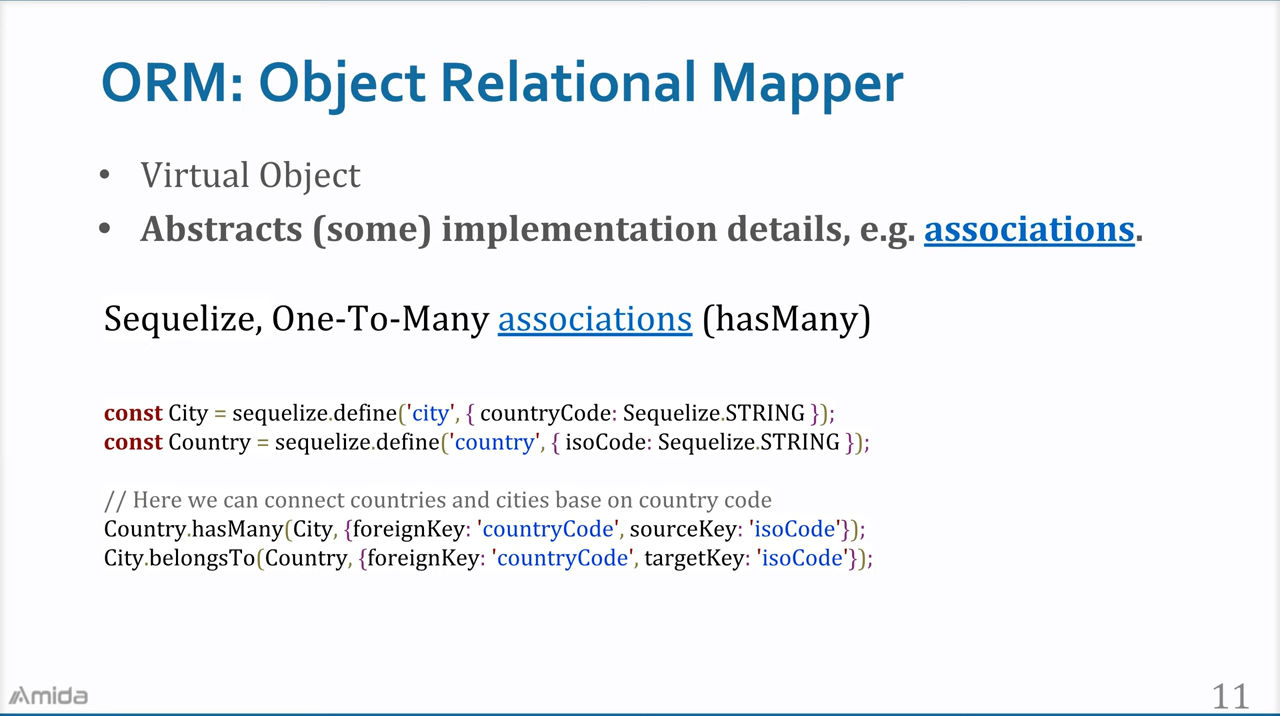 ORM: Object Relational Mapper
• Virtual Object
• Abstracts (some) implementation details, e.g. associations.
Sequelize, One-To-Many associations (hasMany)
const City = sequelize.define('city', { countryCode: Sequelize.STRING });
const Country = sequelize.define('country', { isoCode: Sequelize.STRING });
// Here we can connect countries and cities base on country code
Country.hasMany(City, {foreignKey: 'countryCode', sourceKey: 'isoCode'});
City.belongsTo(Country, {foreignKey: 'countryCode', targetKey: 'isoCode'});
Amida
11